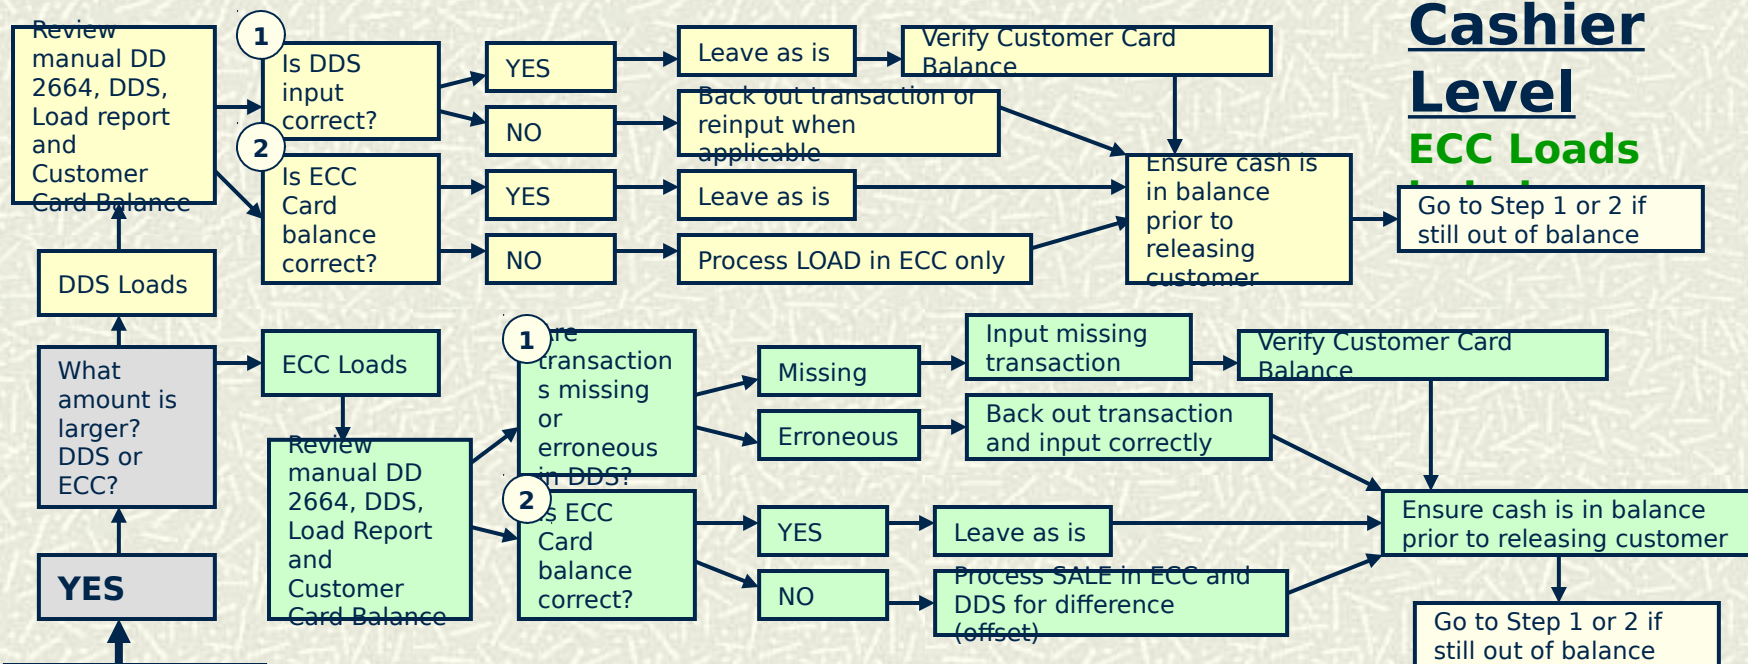 Cashier
Level
ECC Loads
Review
manual DD
2664, DDS,
Load report
and
Customer
Card Balance
1
Is DDS
input
correct?
YES
Leave as is
Verify Customer Card
Balance
NO
Back out transaction or
reinput when
applicable
2
Is ECC
Card
balance
correct?
YES
Leave as is
NO
Process LOAD in ECC only
Ensure cash is
in balance
prior to
releasing
customer
Go to Step 1 or 2 if
still out of balance
DDS Loads
What
amount is
larger?
DDS or
ECC?
YES
ECC Loads
Review
manual DD
2664, DDS,
Load Report
and
Customer
Card Balance
1
Are
transaction
s missing
or
erroneous
in DDS?
Missing
Input missing
transaction
Verify Customer Card
Balance
Erroneous
Back out transaction
and input correctly
2
Is ECC
Card
balance
correct?
YES
Leave as is
NO
Process SALE in ECC and
DDS for difference
(offset)
Ensure cash is in balance
prior to releasing customer
Go to Step 1 or 2 if
still out of balance